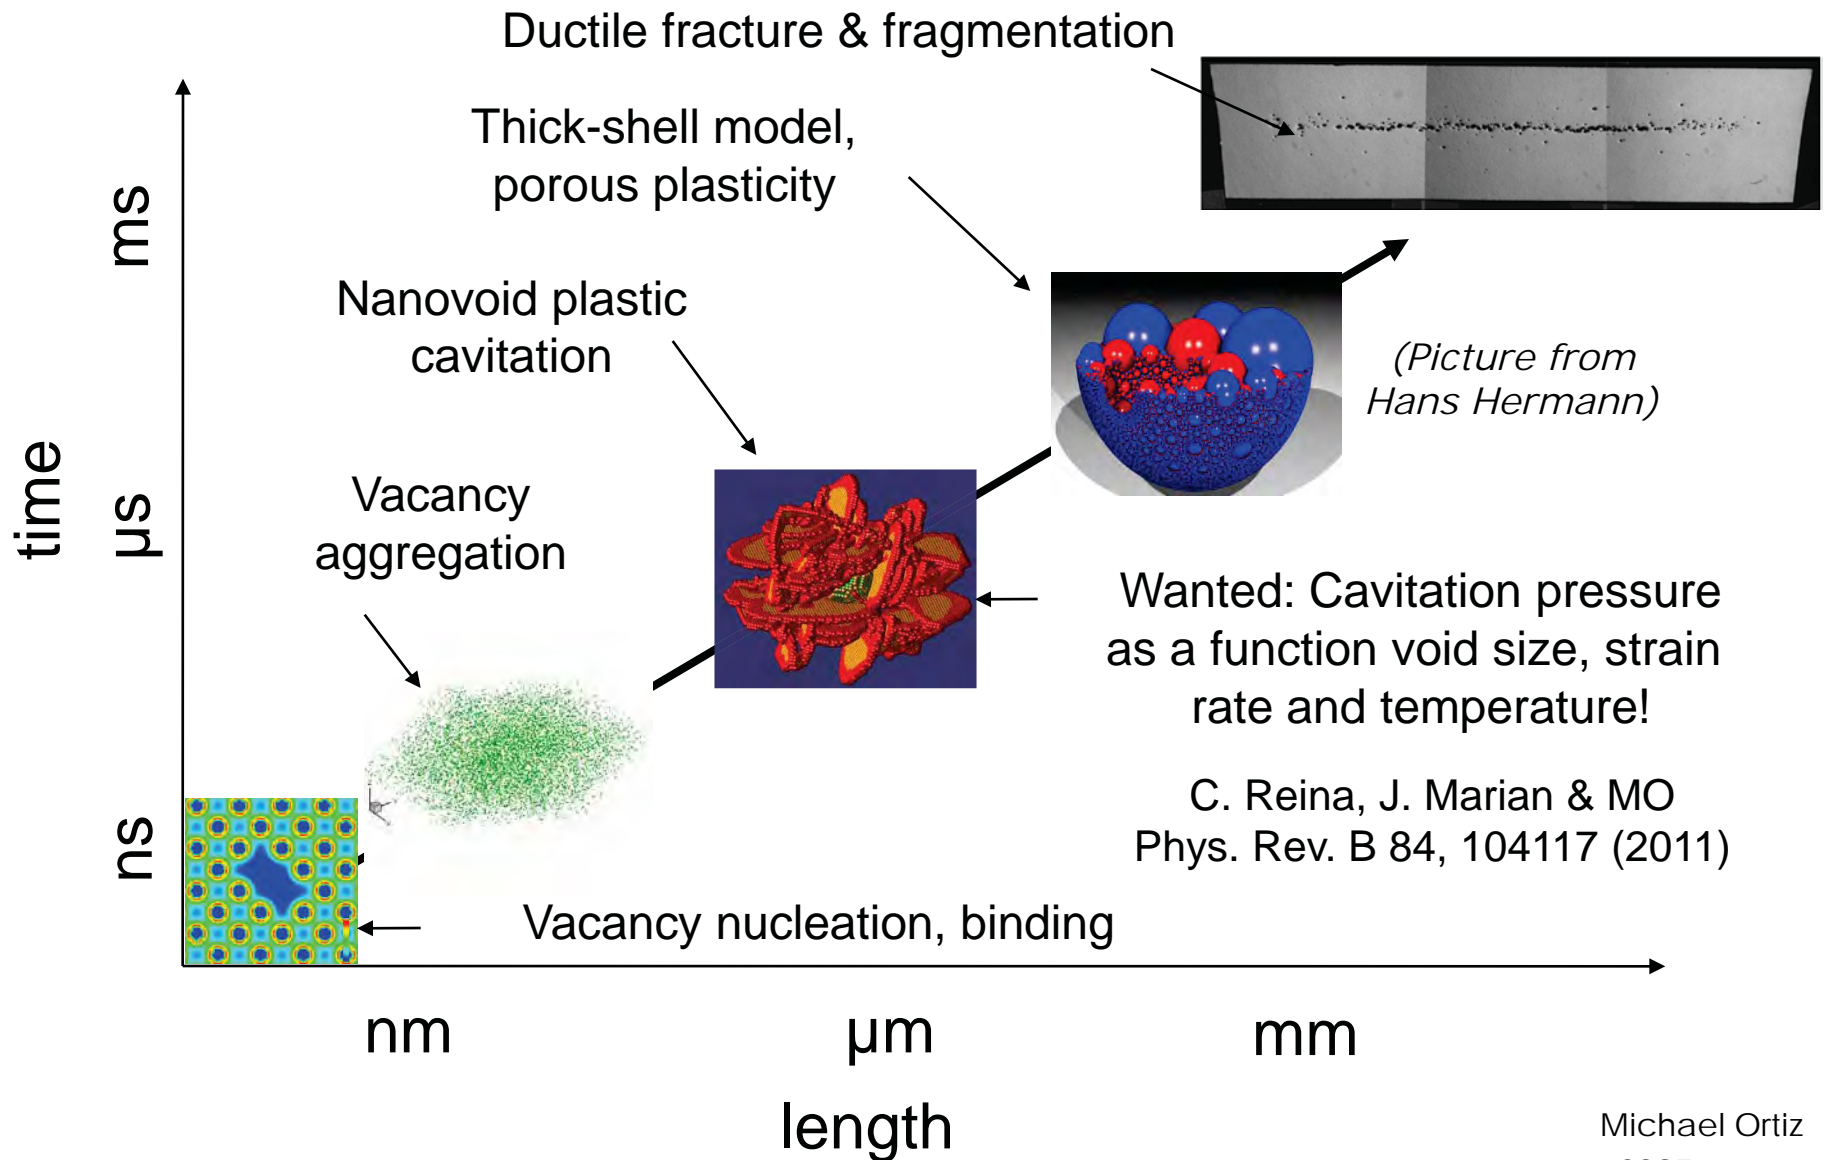 Ductile fracture & fragmentation
Thick-shell model,
porous plasticity
Nanovoid plastic
cavitation
(Picture from
Hans Hermann)
Vacancy
aggregation
Wanted: Cavitation pressure
as a function void size, strain
rate and temperature!
C. Reina, J. Marian & MO
Phys. Rev. B 84, 104117 (2011)
Vacancy nucleation, binding
time
ms
µs
ns
nm
µm
mm
length
Michael Ortiz